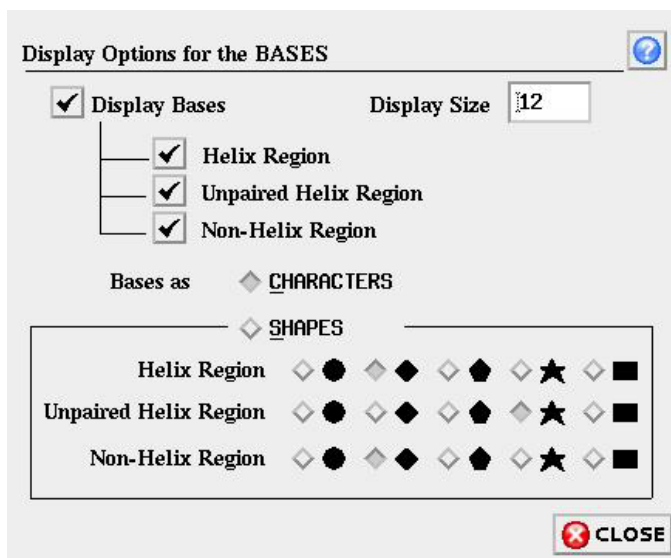 Display Options for the BASES
Display Bases Display Size 12
Helix Region
Unpaired Helix Region
Non-Helix Region
Bases as CHARACTERS
SHAPES
Helix Region
Unpaired Helix Region
Non-Helix Region
CLOSE